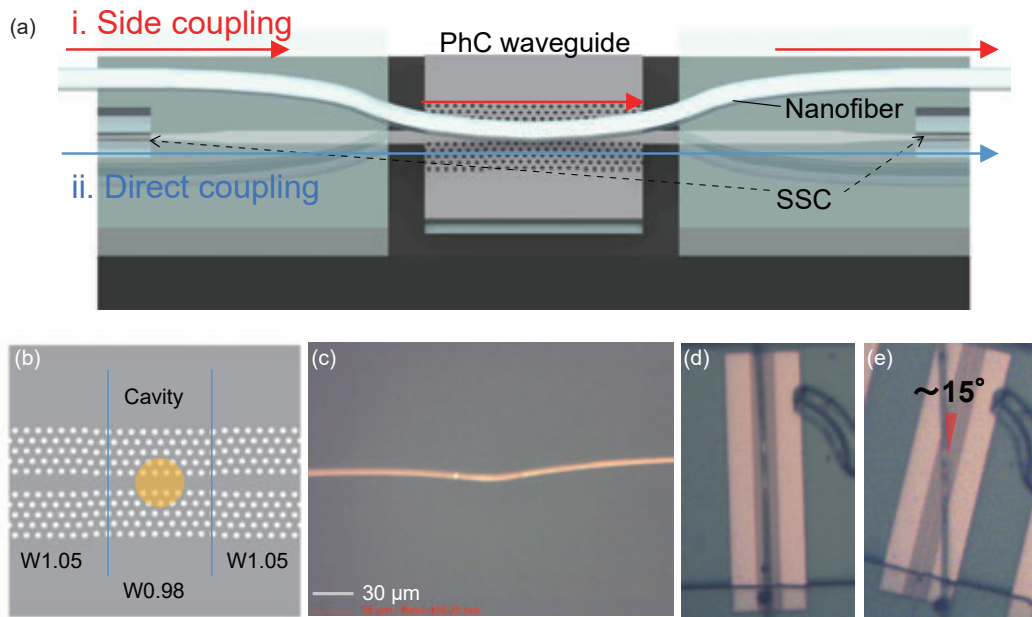 (a)
i. Side coupling
PhC waveguide
Nanofiber
ii. Direct coupling
SSC
(b)
Cavity
W1.05
W1.05
W0.98
(c)
30 μm
(d)
(e)
~15°